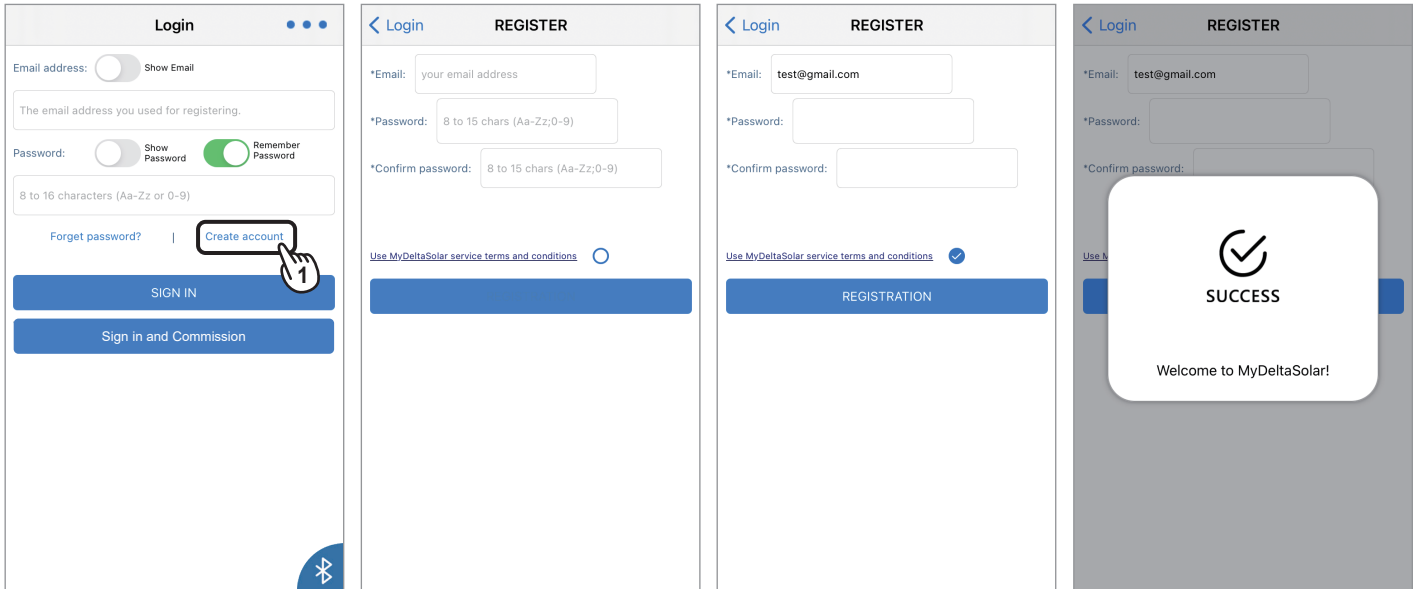 Login
Email address:
Show Email
The email address you used for registering.
Password:
Show
Password
Remember
Password
8 to 16 characters (Aa-Zz or 0-9)
Forget password? | Create account
1
SIGN IN
Sign in and Commission
Login REGISTER
*Email: your email address
*Password: 8 to 15 chars (Aa-Zz;0-9)
*Confirm password: 8 to 15 chars (Aa-Zz;0-9)
Use MyDeltaSolar service terms and conditions
Login REGISTER
*Email: test@gmail.com
*Password:
*Confirm password:
Use MyDeltaSolar service terms and conditions
REGISTRATION
Login REGISTER
*Email: test@gmail.com
*Password:
*Confirm password:
Use M
SUCCESS
Welcome to MyDeltaSolar!